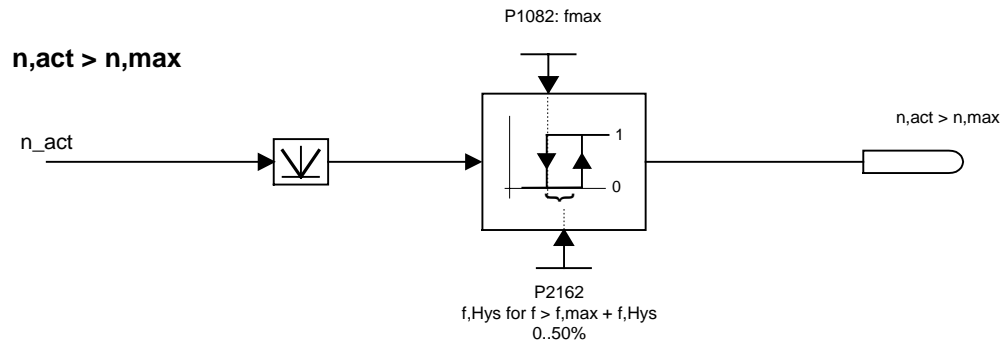 P1082: fmax
n,act > n,max
n,act > n,max
n_act
1
0
P2162
f,Hys for f > f,max + f,Hys
0..50%